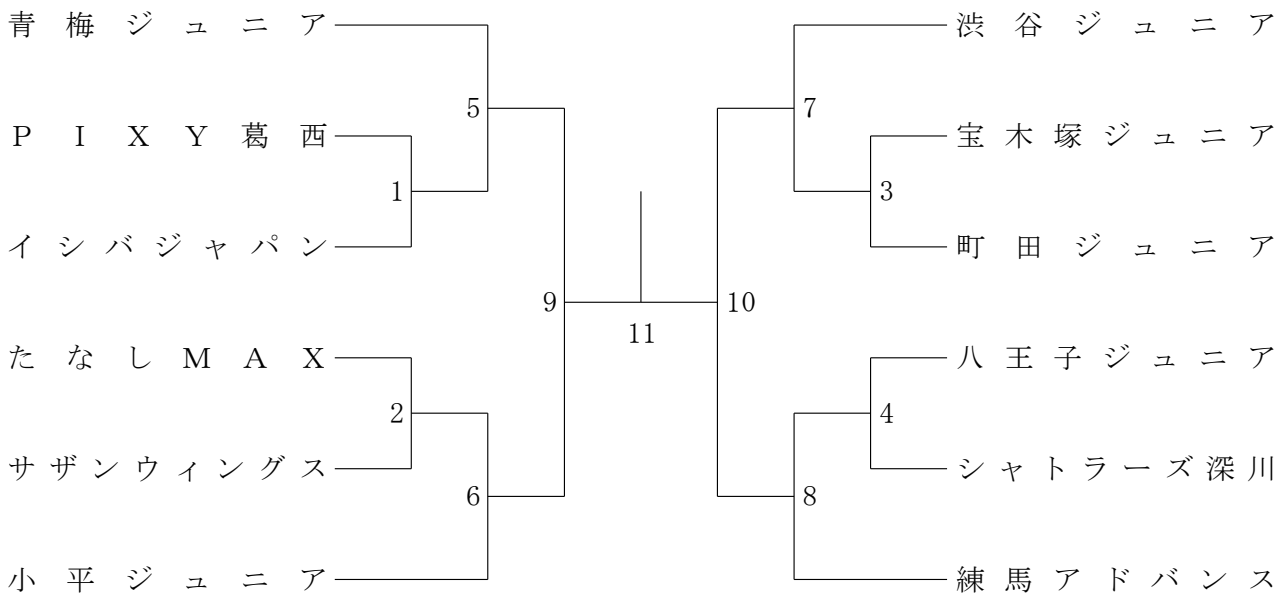 青梅ジュニア
渋谷ジュニア
5
7
ＰＩＸＹ葛西
宝木塚ジュニア
1
3
イシバジャパン
町田ジュニア
9
10
11
たなしＭＡＸ
八王子ジュニア
2
4
サザンウィングス
シャトラーズ深川
6
8
小平ジュニア
練馬アドバンス